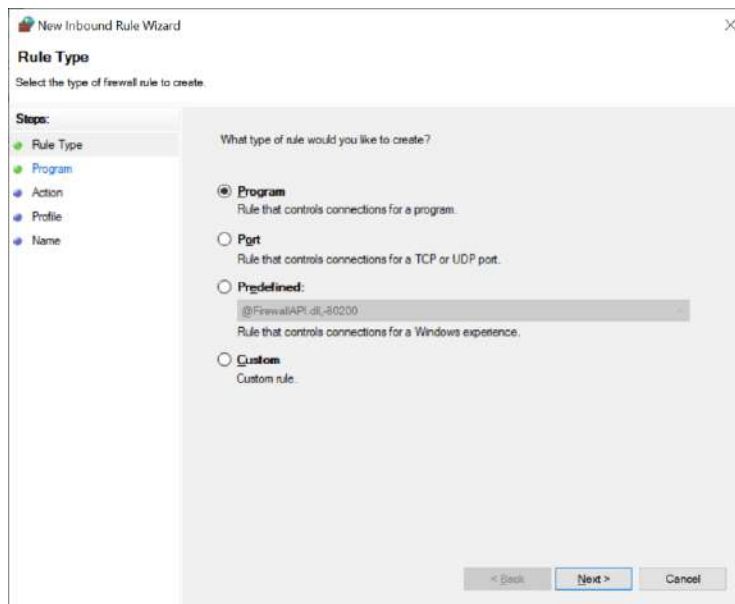 New Inbound Rule Wizard
Rule Type
Select the type of firewall rule to create.
Steps:
Rule Type
Program
Action
Profile
Name
What type of rule would you like to create?
Program
Rule that controls connections for a program.
Port
Rule that controls connections for a TCP or UDP port.
Predefined:
@FirewallAPI.dll,-80200
Rule that controls connections for a Windows experience.
Custom
Custom rule.
< Back Next > Cancel